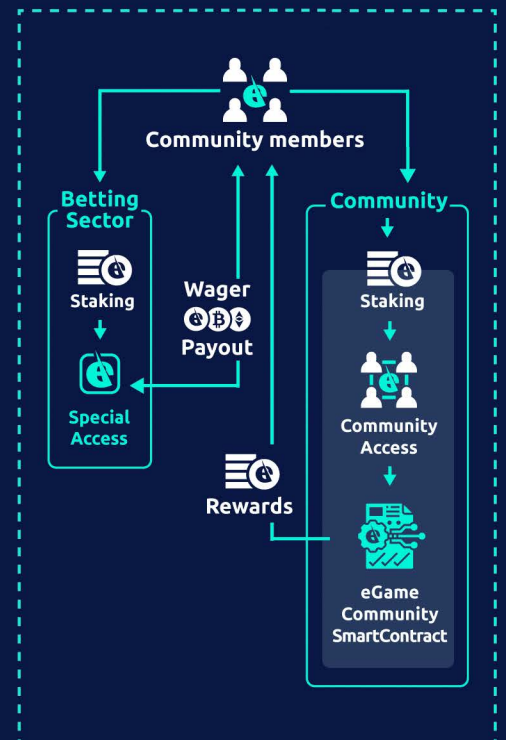 Community members
Betting
Sector
Staking
Special
Access
Wager
Payout
Rewards
Community
Staking
Community
Access
eGame
Community
SmartContract